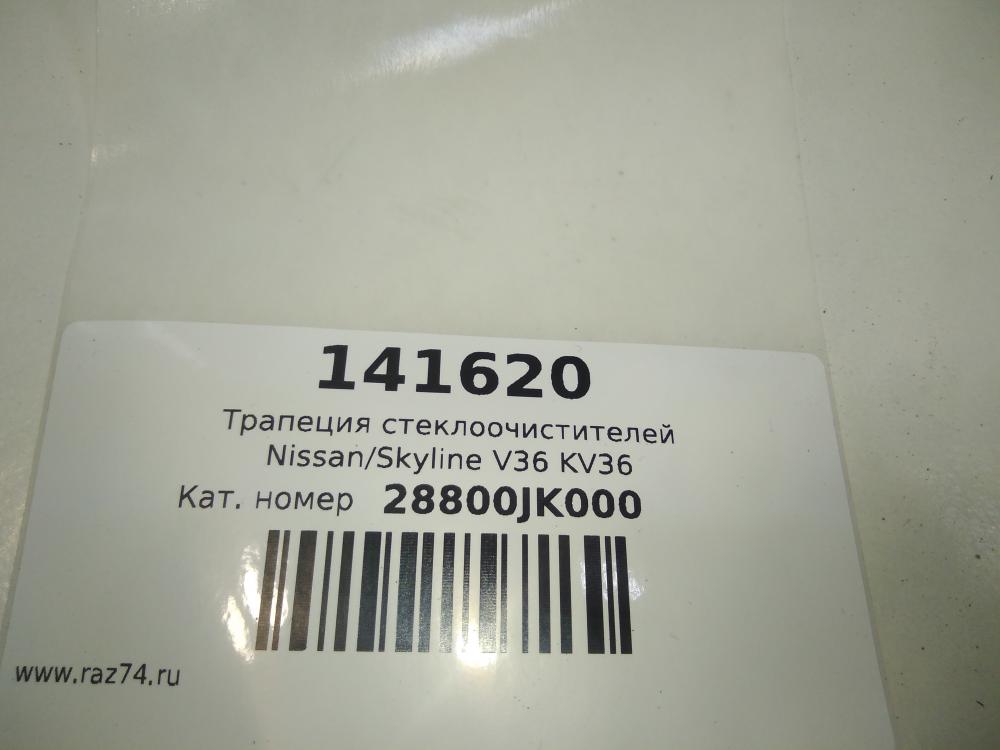 141620
Трапеция стеклоочистителей
Nissan/Skyline V36 KV36
Кат. номер 28800JK000
www.raz74.ru